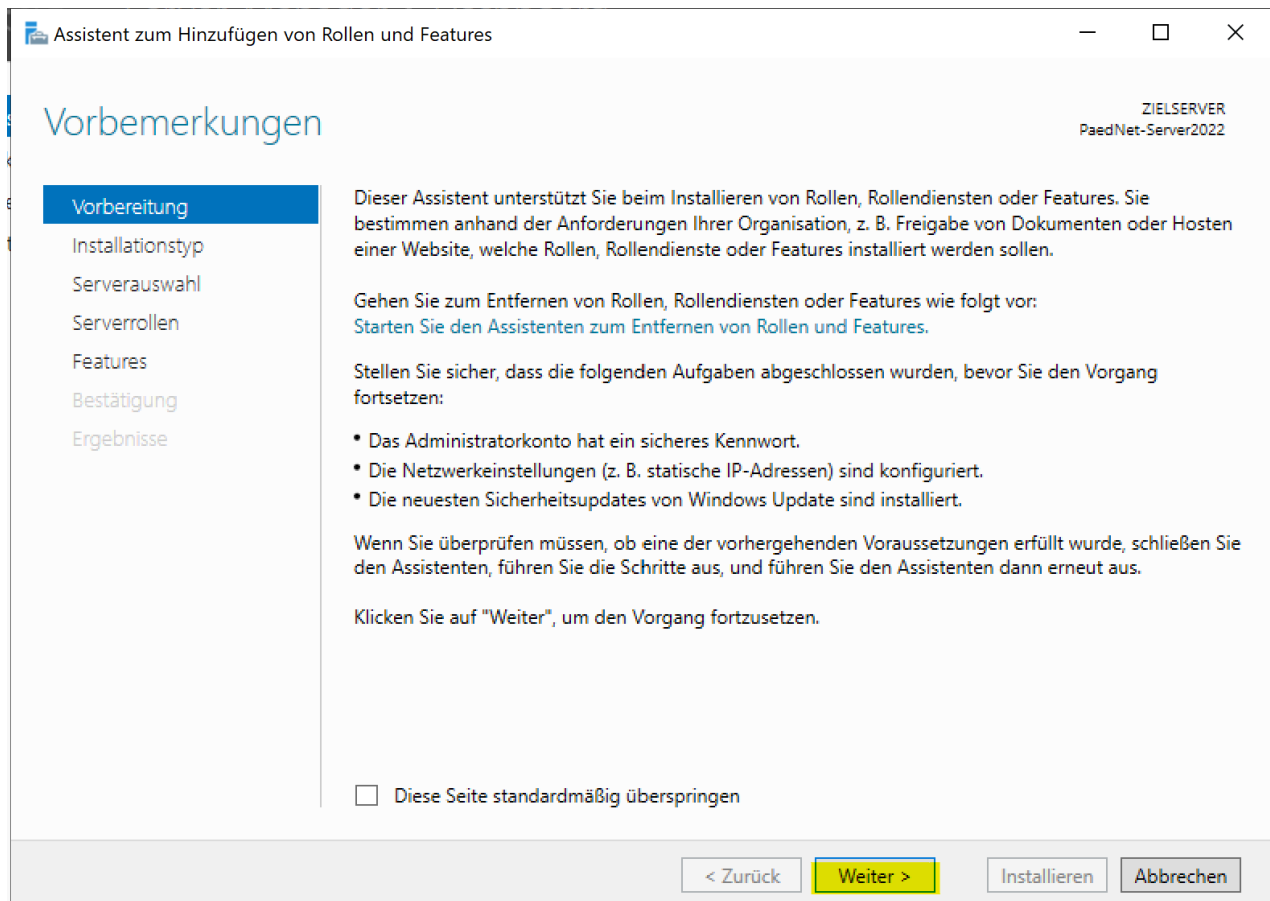 Assistent zum Hinzufügen von Rollen und Features
Vorbemerkungen
ZIELSERVER
PaedNet-Server2022
Vorbereitung
Installationstyp
Serverauswahl
Serverrollen
Features
Bestätigung
Ergebnisse
Dieser Assistent unterstützt Sie beim Installieren von Rollen, Rollendiensten oder Features. Sie
bestimmen anhand der Anforderungen Ihrer Organisation, z. B. Freigabe von Dokumenten oder Hosten
einer Website, welche Rollen, Rollendienste oder Features installiert werden sollen.
Gehen Sie zum Entfernen von Rollen, Rollendiensten oder Features wie folgt vor:
Starten Sie den Assistenten zum Entfernen von Rollen und Features.
Stellen Sie sicher, dass die folgenden Aufgaben abgeschlossen wurden, bevor Sie den Vorgang
fortsetzen:
• Das Administratorkonto hat ein sicheres Kennwort.
• Die Netzwerkeinstellungen (z. B. statische IP-Adressen) sind konfiguriert.
• Die neuesten Sicherheitsupdates von Windows Update sind installiert.
Wenn Sie überprüfen müssen, ob eine der vorhergehenden Voraussetzungen erfüllt wurde, schließen Sie
den Assistenten, führen Sie die Schritte aus, und führen Sie den Assistenten dann erneut aus.
Klicken Sie auf "Weiter", um den Vorgang fortzusetzen.
Diese Seite standardmäßig überspringen
< Zurück Weiter > Installieren Abbrechen